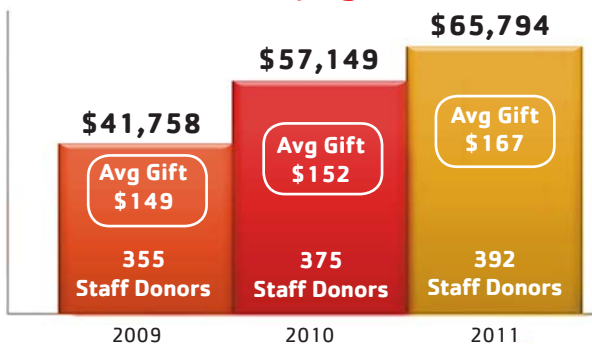 $41,758
Avg Gift
$149
355
Staff Donors
2009
$57,149
Avg Gift
$152
375
Staff Donors
2010
$65,794
Avg Gift
$167
392
Staff Donors
2011